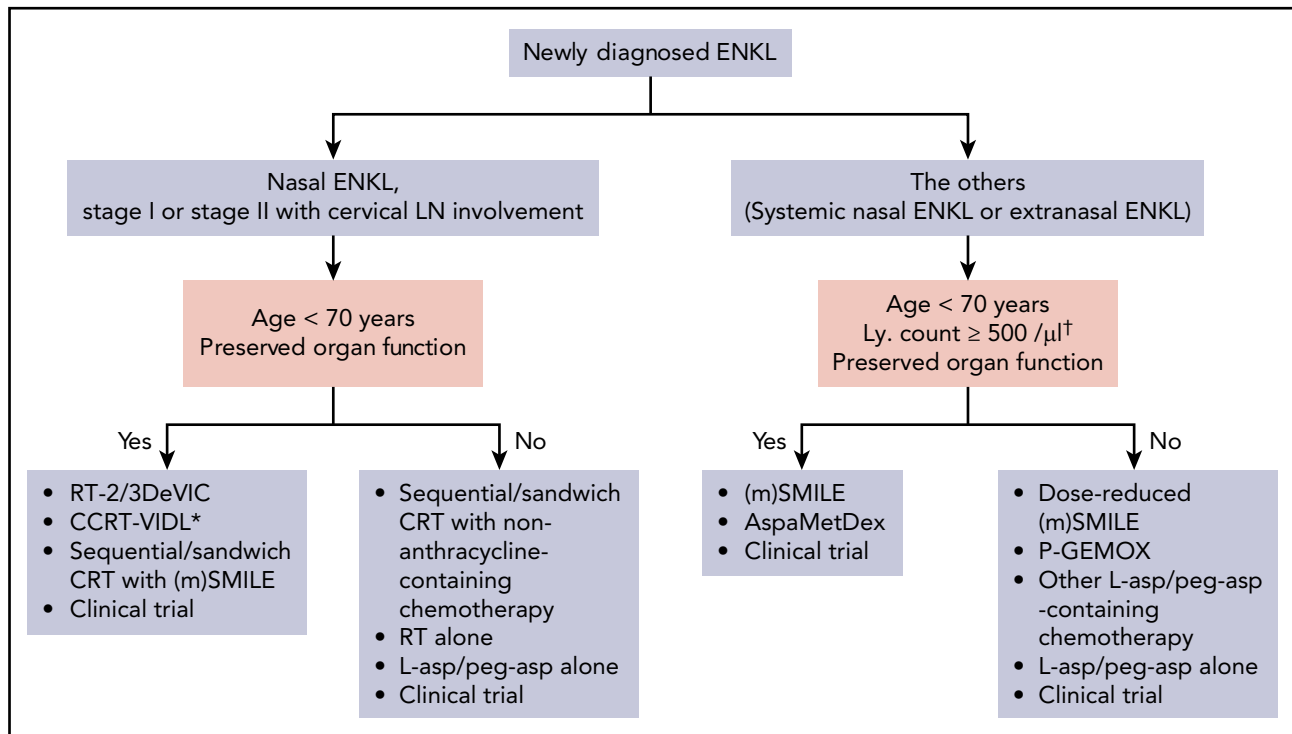 Newly diagnosed ENKL
Nasal ENKL,
stage I or stage II with cervical LN involvement
The others
(Systemic nasal ENKL or extranasal ENKL)
Age < 70 years
Preserved organ function
Age < 70 years
Ly. count ≥ 500 /μl†
Preserved organ function
Yes
No
Yes
No
• RT-2/3DeVIC
• CCRT-VIDL*
• Sequential/sandwich
CRT with (m)SMILE
• Clinical trial
• Sequential/sandwich
CRT with non-
anthracycline-
containing
chemotherapy
• RT alone
• L-asp/peg-asp alone
• Clinical trial
• (m)SMILE
• AspaMetDex
• Clinical trial
• Dose-reduced
(m)SMILE
• P-GEMOX
• Other L-asp/peg-asp
-containing
chemotherapy
• L-asp/peg-asp alone
• Clinical trial